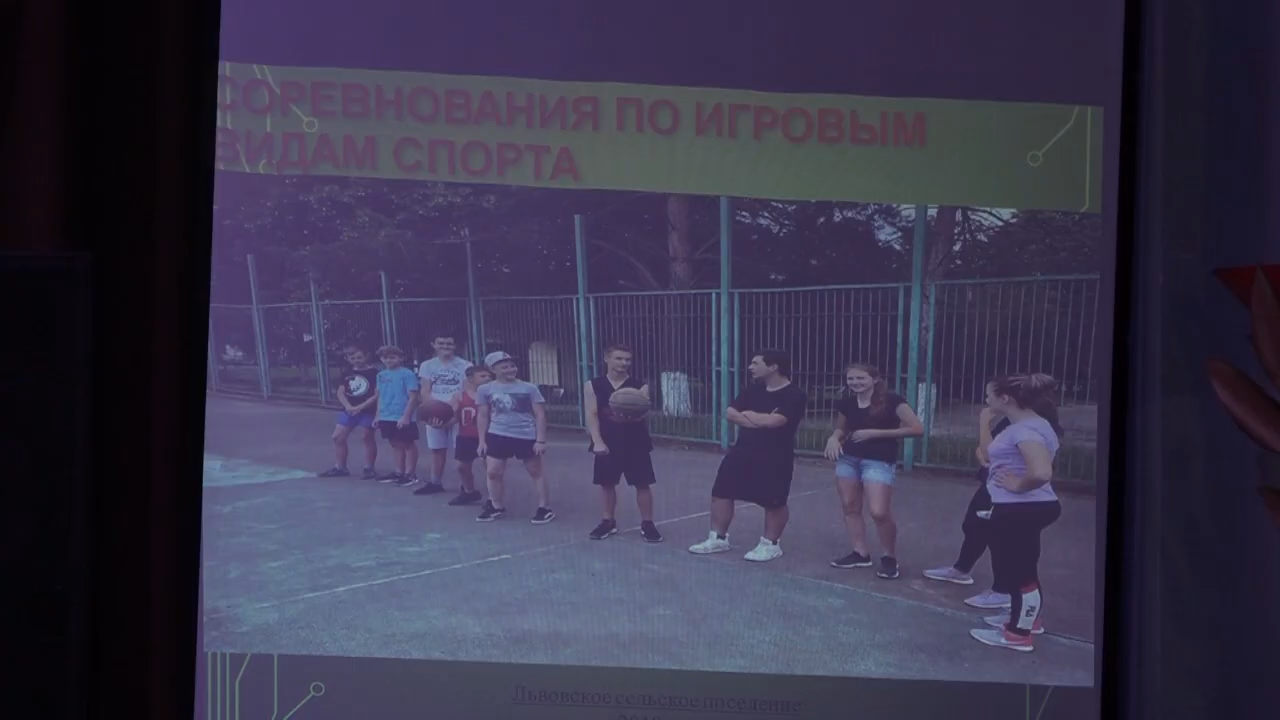 СОРЕВНОВАНИЯ ПО ИГРОВЫМ
ВИДАМ СПОРТА
Львовское сельское поселение